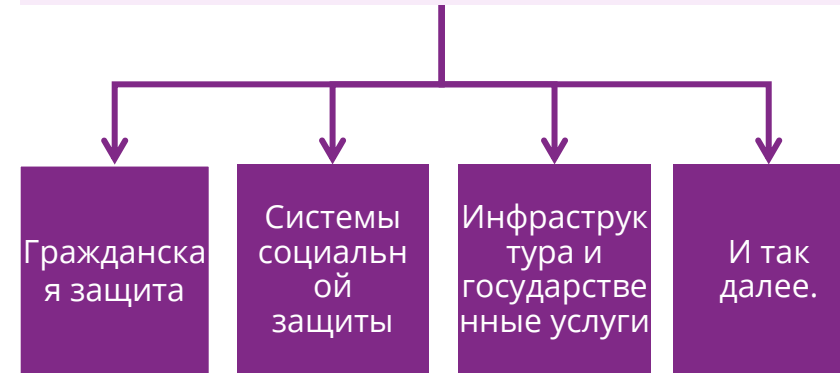 Гражданска
я защита
Системы
социальн
ой
защиты
Инфраструк
тура и
государстве
нные услуги
И так
далее.